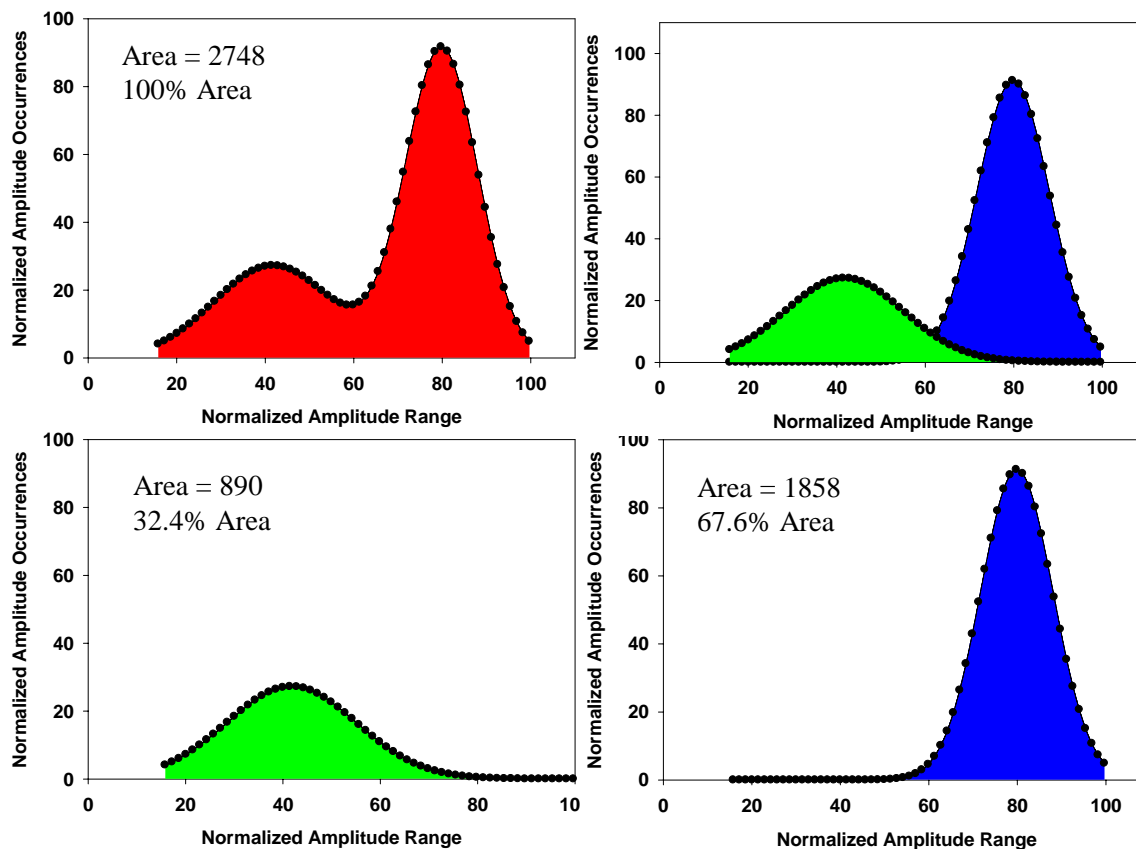 Normalized Amplitude Occurrences
100
80
60
40
20
0
Area = 2748
100% Area
0 20 40 60 80 100
Normalized Amplitude Range
Normalized Amplitude Occurrences
100
80
60
40
20
0
0 20 40 60 80 100
Normalized Amplitude Range
Normalized Amplitude Occurrences
100
80
60
40
20
0
Area = 890
32.4% Area
0 20 40 60 80 100
Normalized Amplitude Range
Normalized Amplitude Occurrences
100
80
60
40
20
0
Area = 1858
67.6% Area
0 20 40 60 80 100
Normalized Amplitude Range